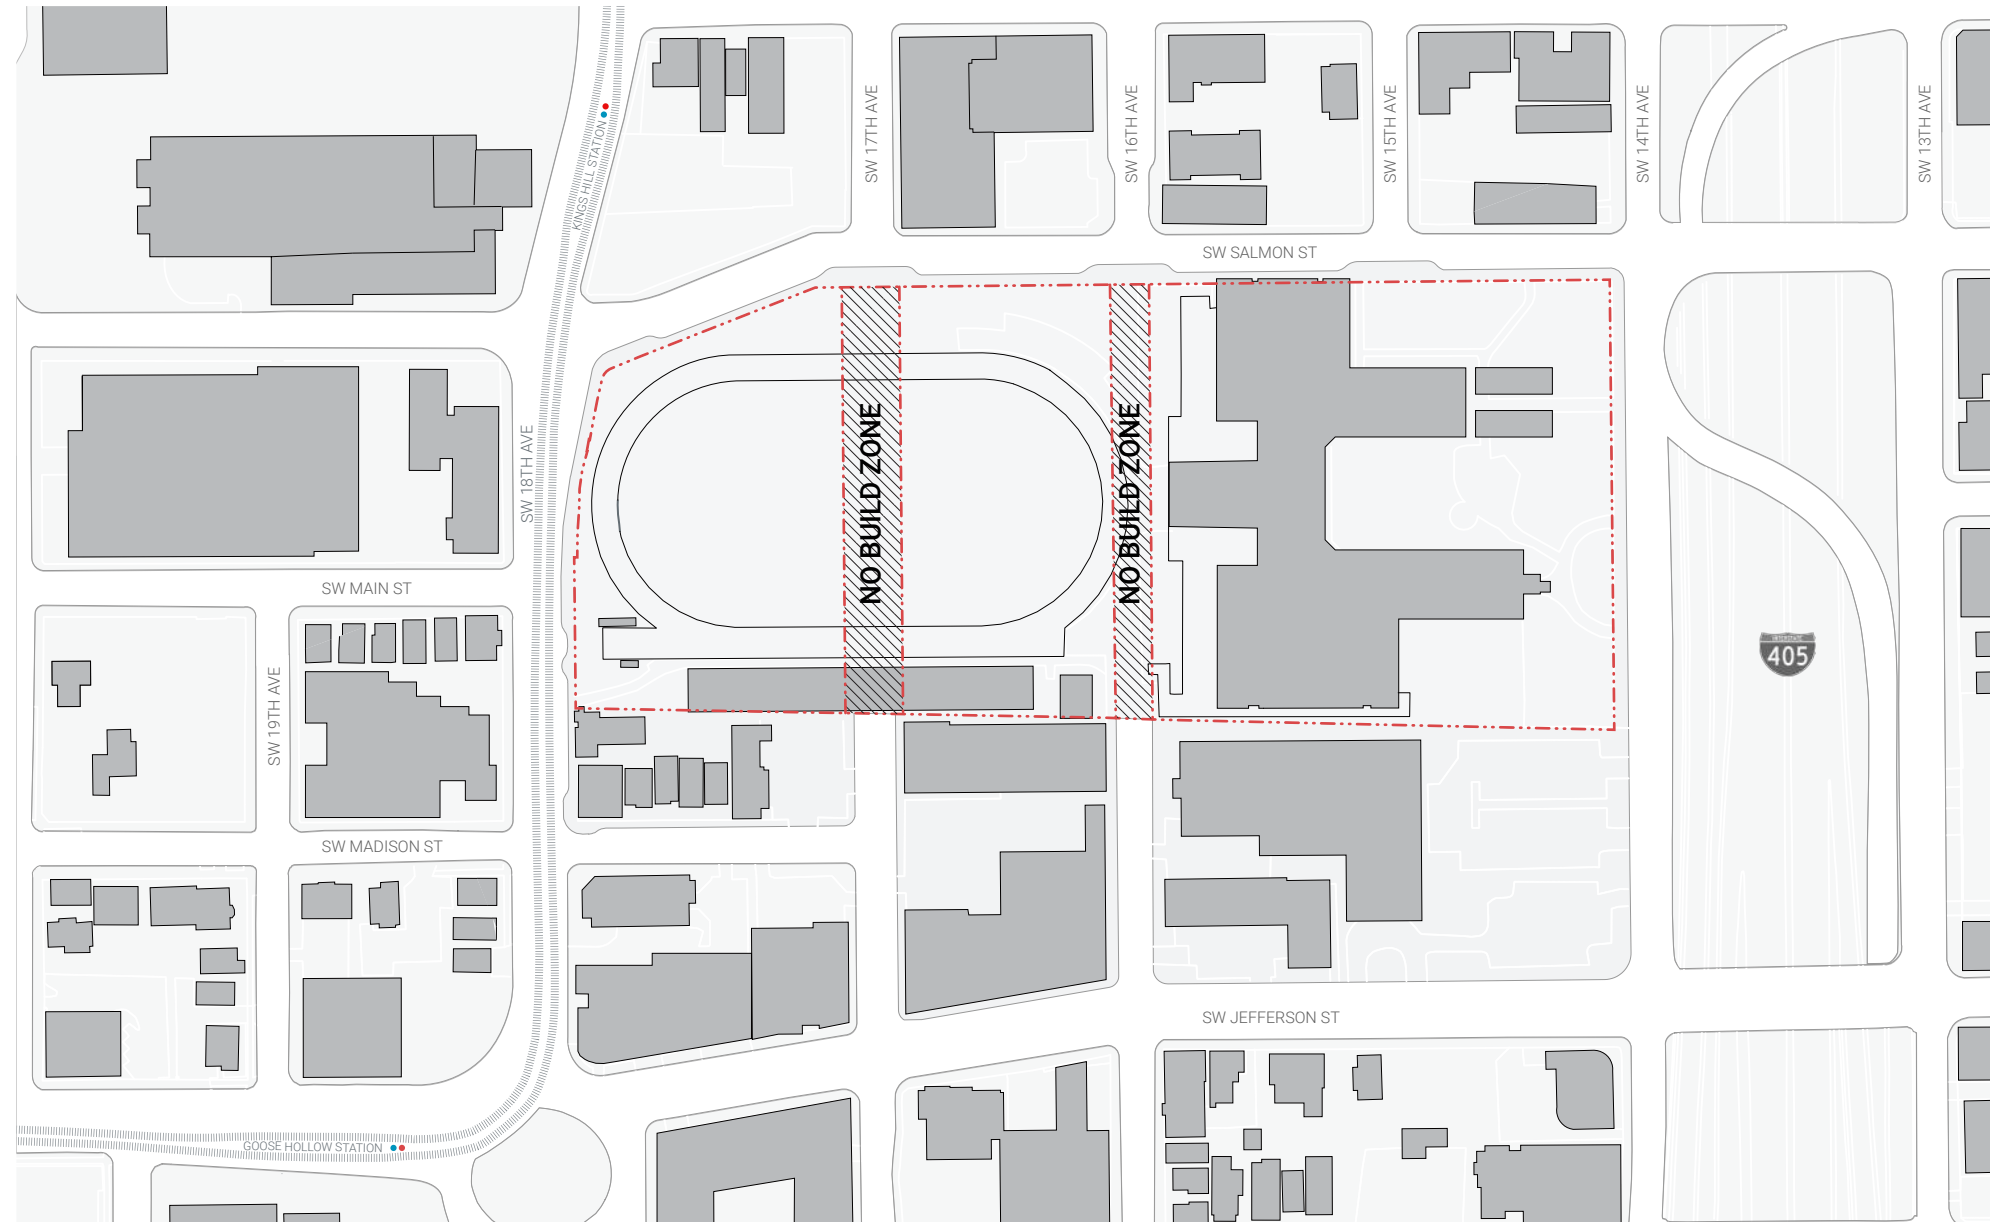 SW 17TH AVE
SW 16TH AVE
SW 15TH AVE
SW 14TH AVE
SW 13TH AVE
KINGS HILL STATION
SW SALMON ST
NO BUILD ZONE
NO BUILD ZONE
SW 18TH AVE
SW MAIN ST
INTERSTATE
405
SW 19TH AVE
SW MADISON ST
SW JEFFERSON ST
GOOSE HOLLOW STATION